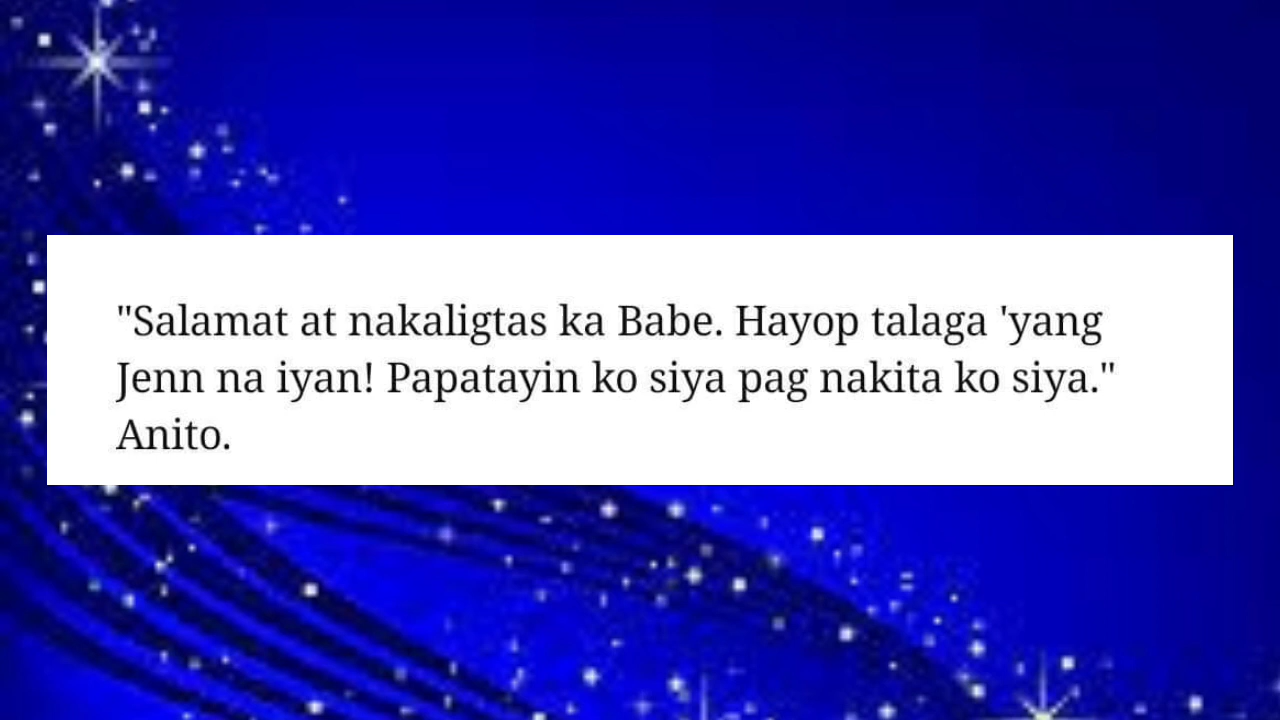 "Salamat at nakaligtas ka Babe. Hayop talaga 'yang
Jenn na iyan! Papatayin ko siya pag nakita ko siya."
Anito.